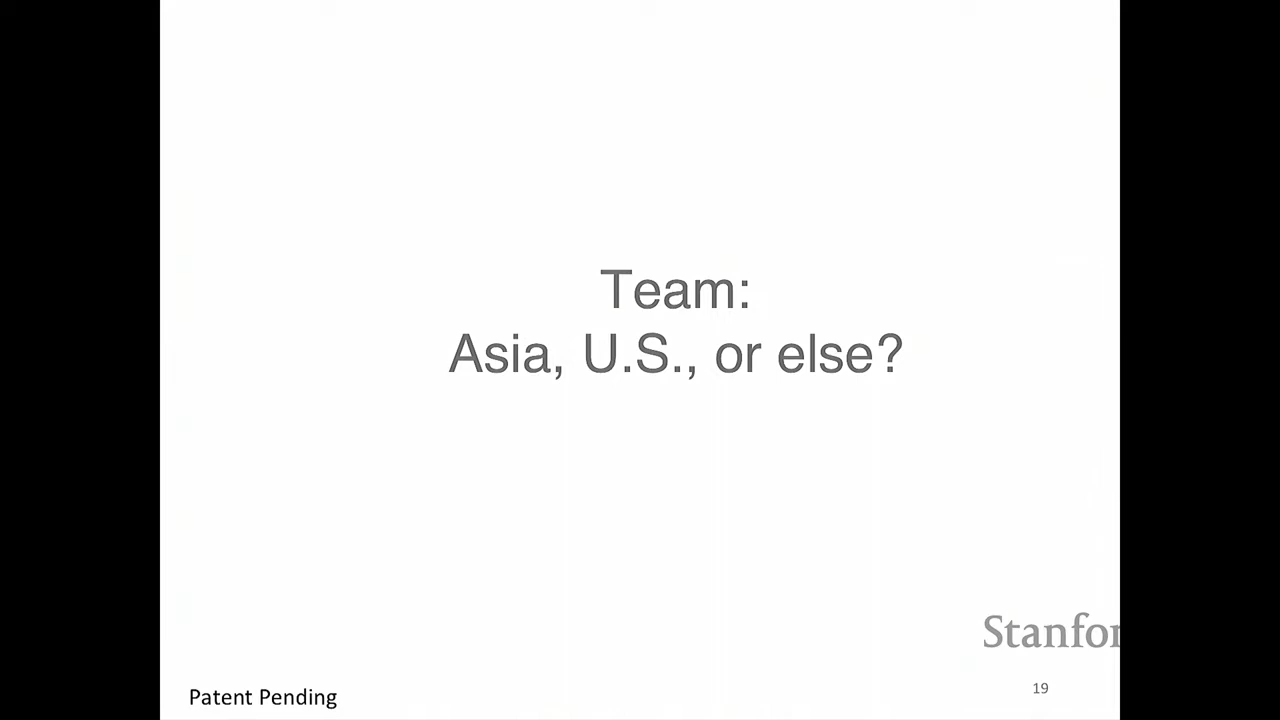 Team:
Asia, U.S., or else?
Stanfor
Patent Pending
19